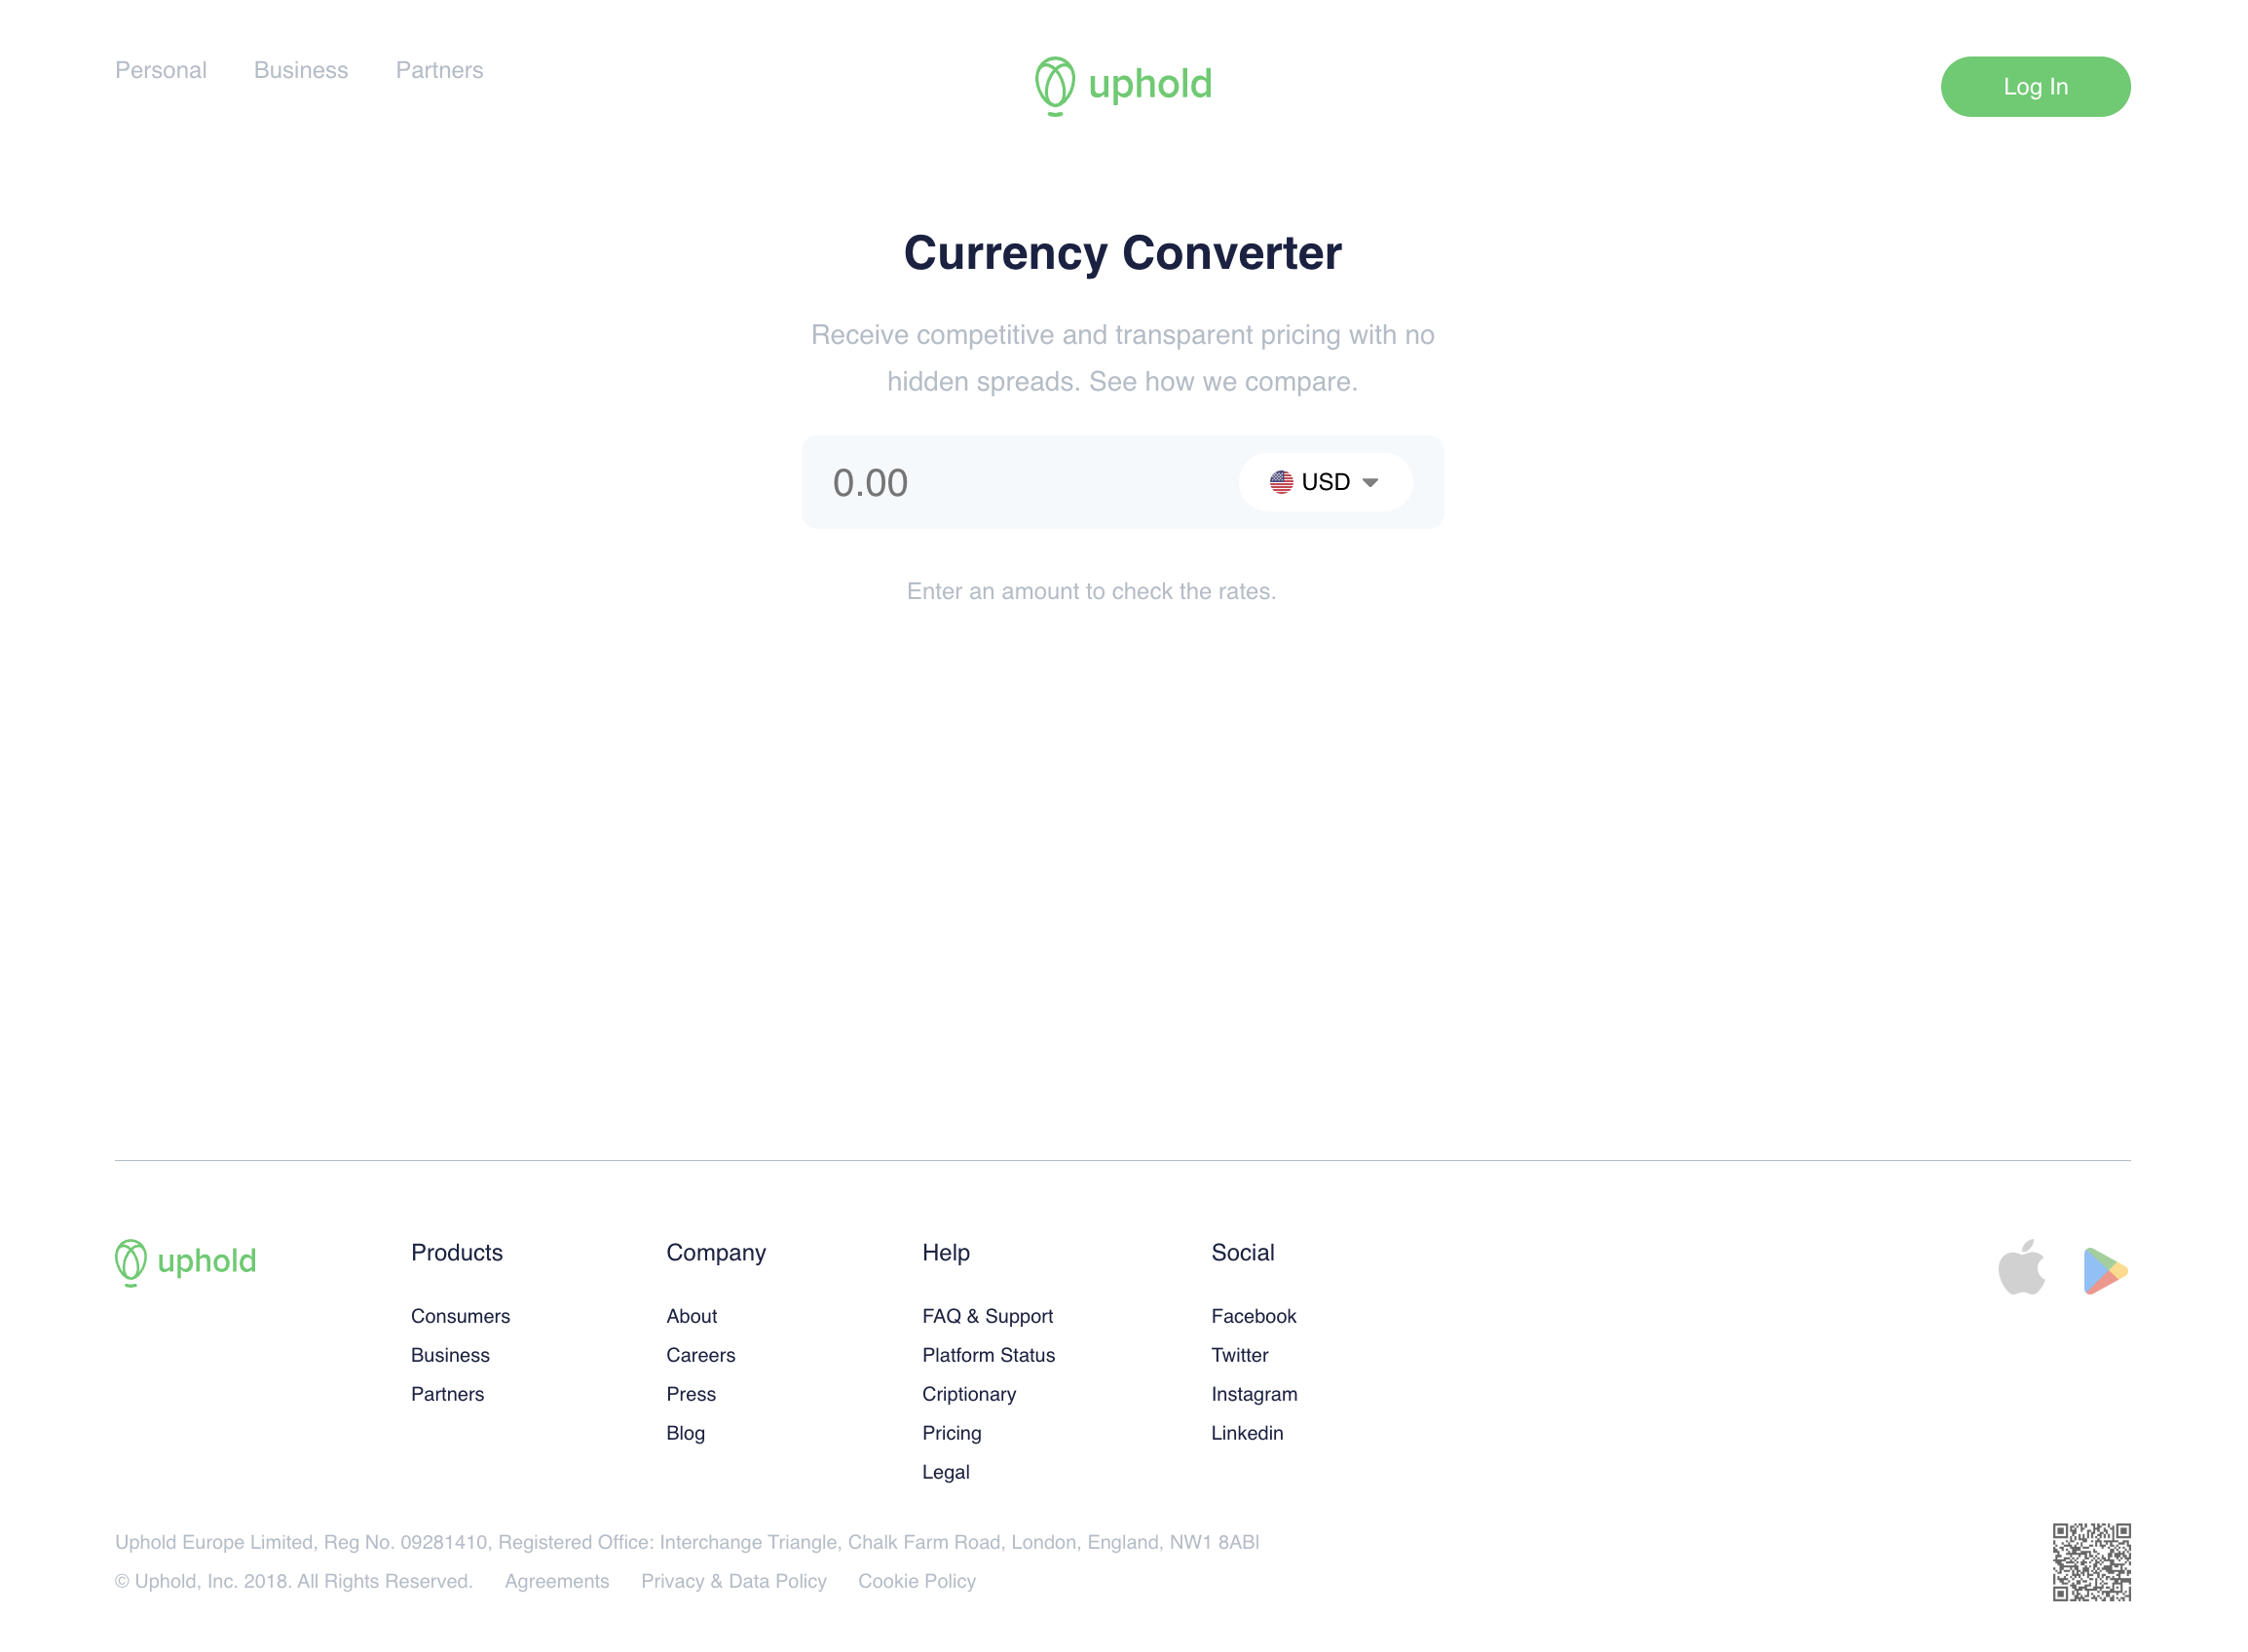 Personal Business Partners
uphold
Log In
Currency Converter
Receive competitive and transparent pricing with no
hidden spreads. See how we compare.
0.00
USD
Enter an amount to check the rates.
uphold
Products
Consumers
Business
Partners
Company
About
Careers
Press
Blog
Help
FAQ & Support
Platform Status
Criptionary
Pricing
Legal
Social
Facebook
Twitter
Instagram
Linkedin
Uphold Europe Limited, Reg No. 09281410, Registered Office: Interchange Triangle, Chalk Farm Road, London, England, NW1 8ABl
© Uphold, Inc. 2018. All Rights Reserved. Agreements Privacy & Data Policy Cookie Policy